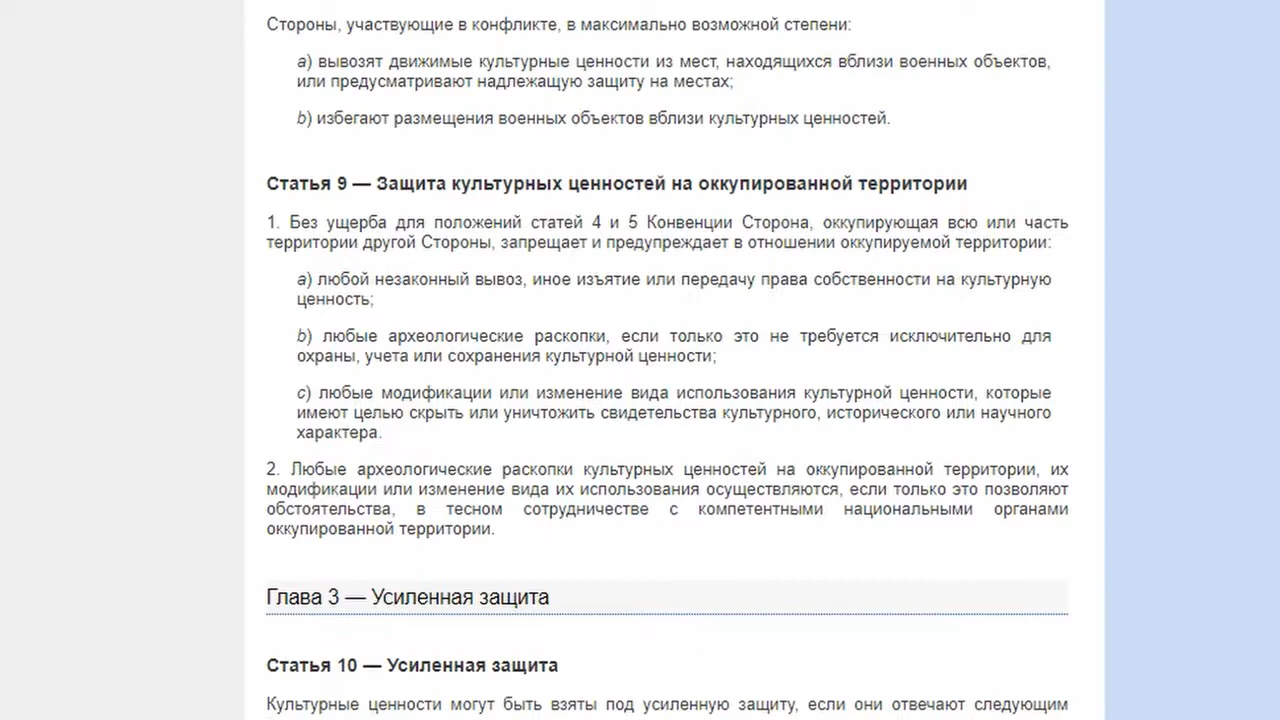 Стороны, участвующие в конфликте, в максимально возможной степени:
a) вывозят движимые культурные ценности из мест, находящихся вблизи военных объектов,
или предусматривают надлежащую защиту на местах;
b) избегают размещения военных объектов вблизи культурных ценностей.
Статья 9 — Защита культурных ценностей на оккупированной территории
1. Без ущерба для положений статей 4 и 5 Конвенции Сторона, оккупирующая всю или часть
территории другой Стороны, запрещает и предупреждает в отношении оккупируемой территории:
a) любой незаконный вывоз, иное изъятие или передачу права собственности на культурную
ценность;
b) любые археологические раскопки, если только это не требуется исключительно для
охраны, учета или сохранения культурной ценности;
c) любые модификации или изменение вида использования культурной ценности, которые
имеют целью скрыть или уничтожить свидетельства культурного, исторического или научного
характера.
2. Любые археологические раскопки культурных ценностей на оккупированной территории, их
модификации или изменение вида их использования осуществляются, если только это позволяют
обстоятельства, в тесном сотрудничестве с компетентными национальными органами
оккупированной территории.
Глава 3 — Усиленная защита
Статья 10 — Усиленная защита
Культурные ценности могут быть взяты под усиленную защиту, если они отвечают следующим